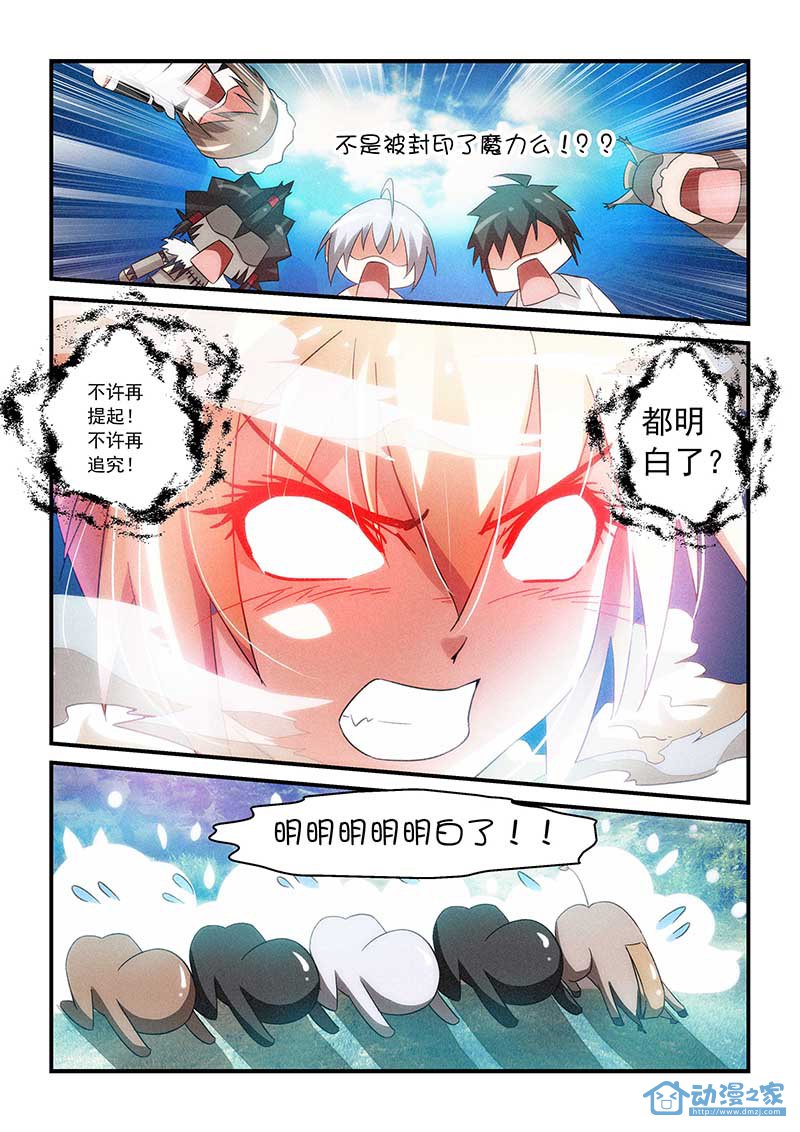 不是被封印了魔力么！？？
不许再
提起！
不许再
追究！
都明
白了？
明明明明明白了！！
动漫之家
http://www.dmzj.com